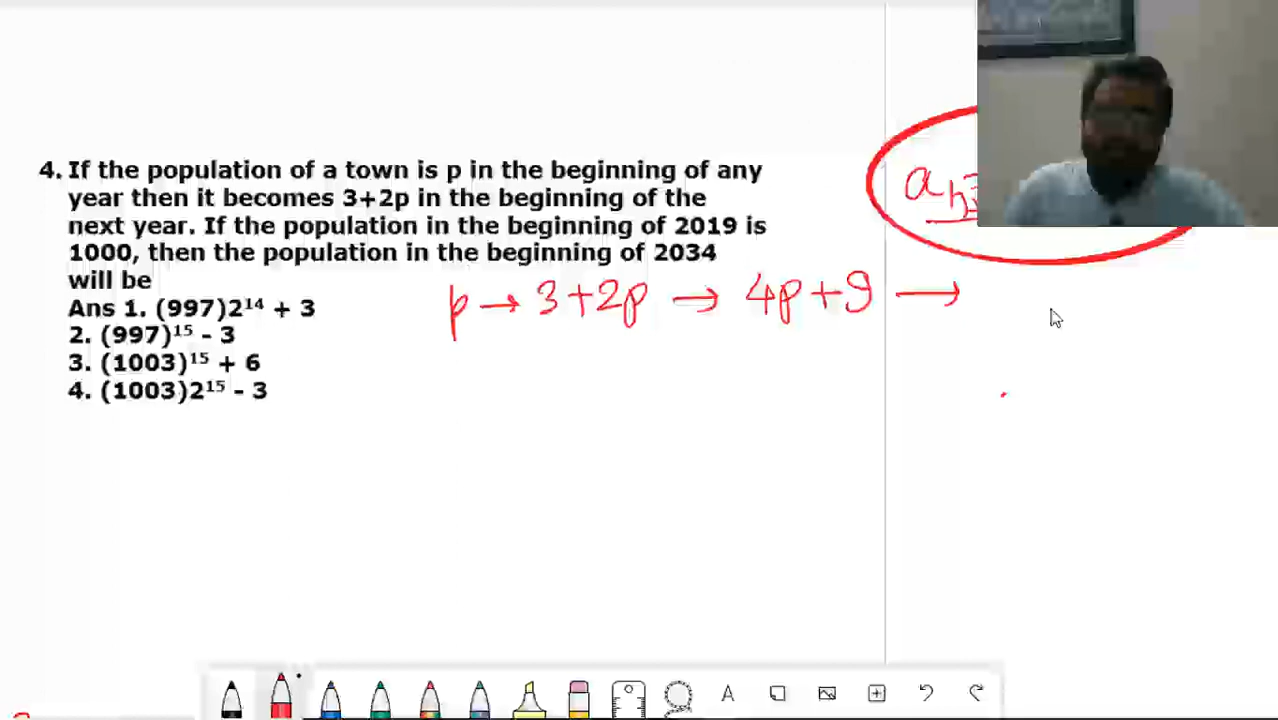 4. If the population of a town is p in the beginning of any
year then it becomes 3+2p in the beginning of the
next year. If the population in the beginning of 2019 is
1000, then the population in the beginning of 2034
will be
p → 3+2p → 4p+9 →
Ans 1. (997)2¹⁴ + 3
2. (997)¹⁵ - 3
3. (1003)¹⁵ + 6
4. (1003)2¹⁵ - 3
A